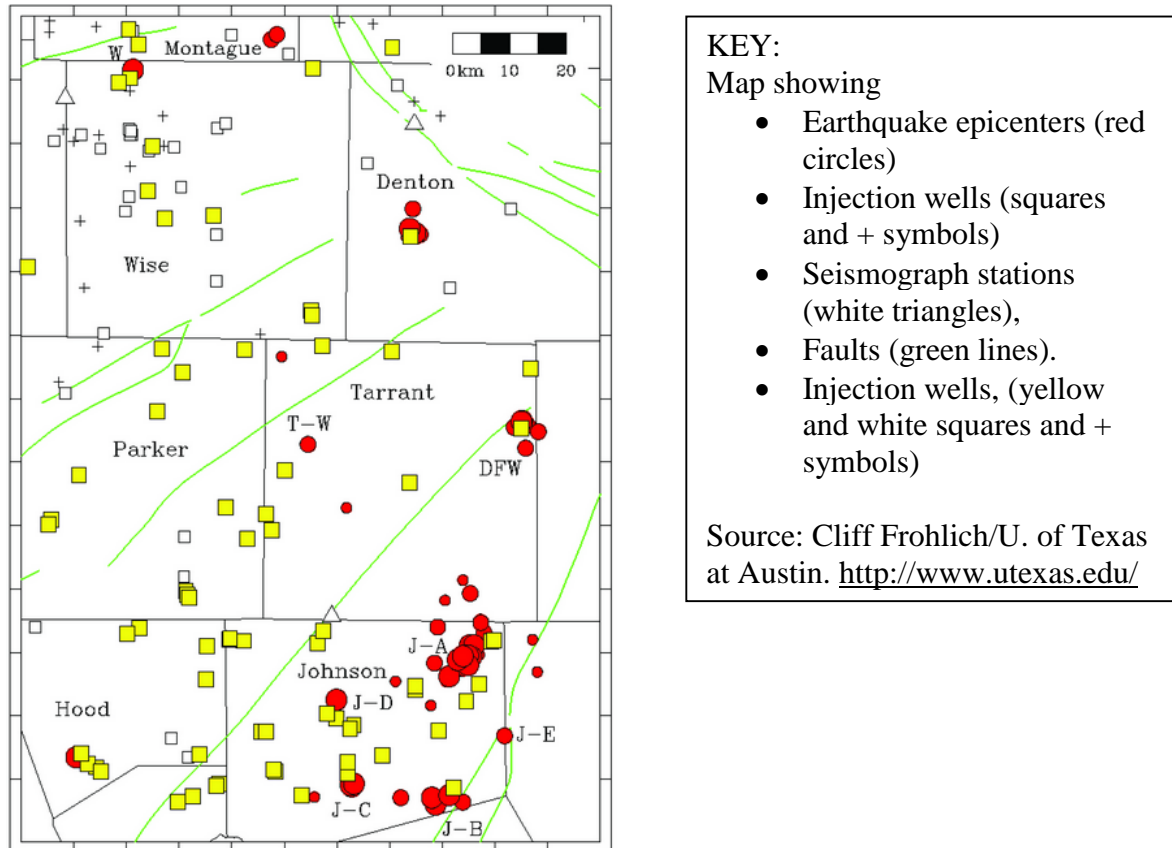 W
Montague
0km 10 20
Denton
Wise
Tarrant
T-W
Parker
DFW
J-A
Johnson
J-D
Hood
J-E
J-C
J-B
KEY:
Map showing
• Earthquake epicenters (red
circles)
• Injection wells (squares
and + symbols)
• Seismograph stations
(white triangles),
• Faults (green lines).
• Injection wells, (yellow
and white squares and +
symbols)
Source: Cliff Frohlich/U. of Texas
at Austin. http://www.utexas.edu/